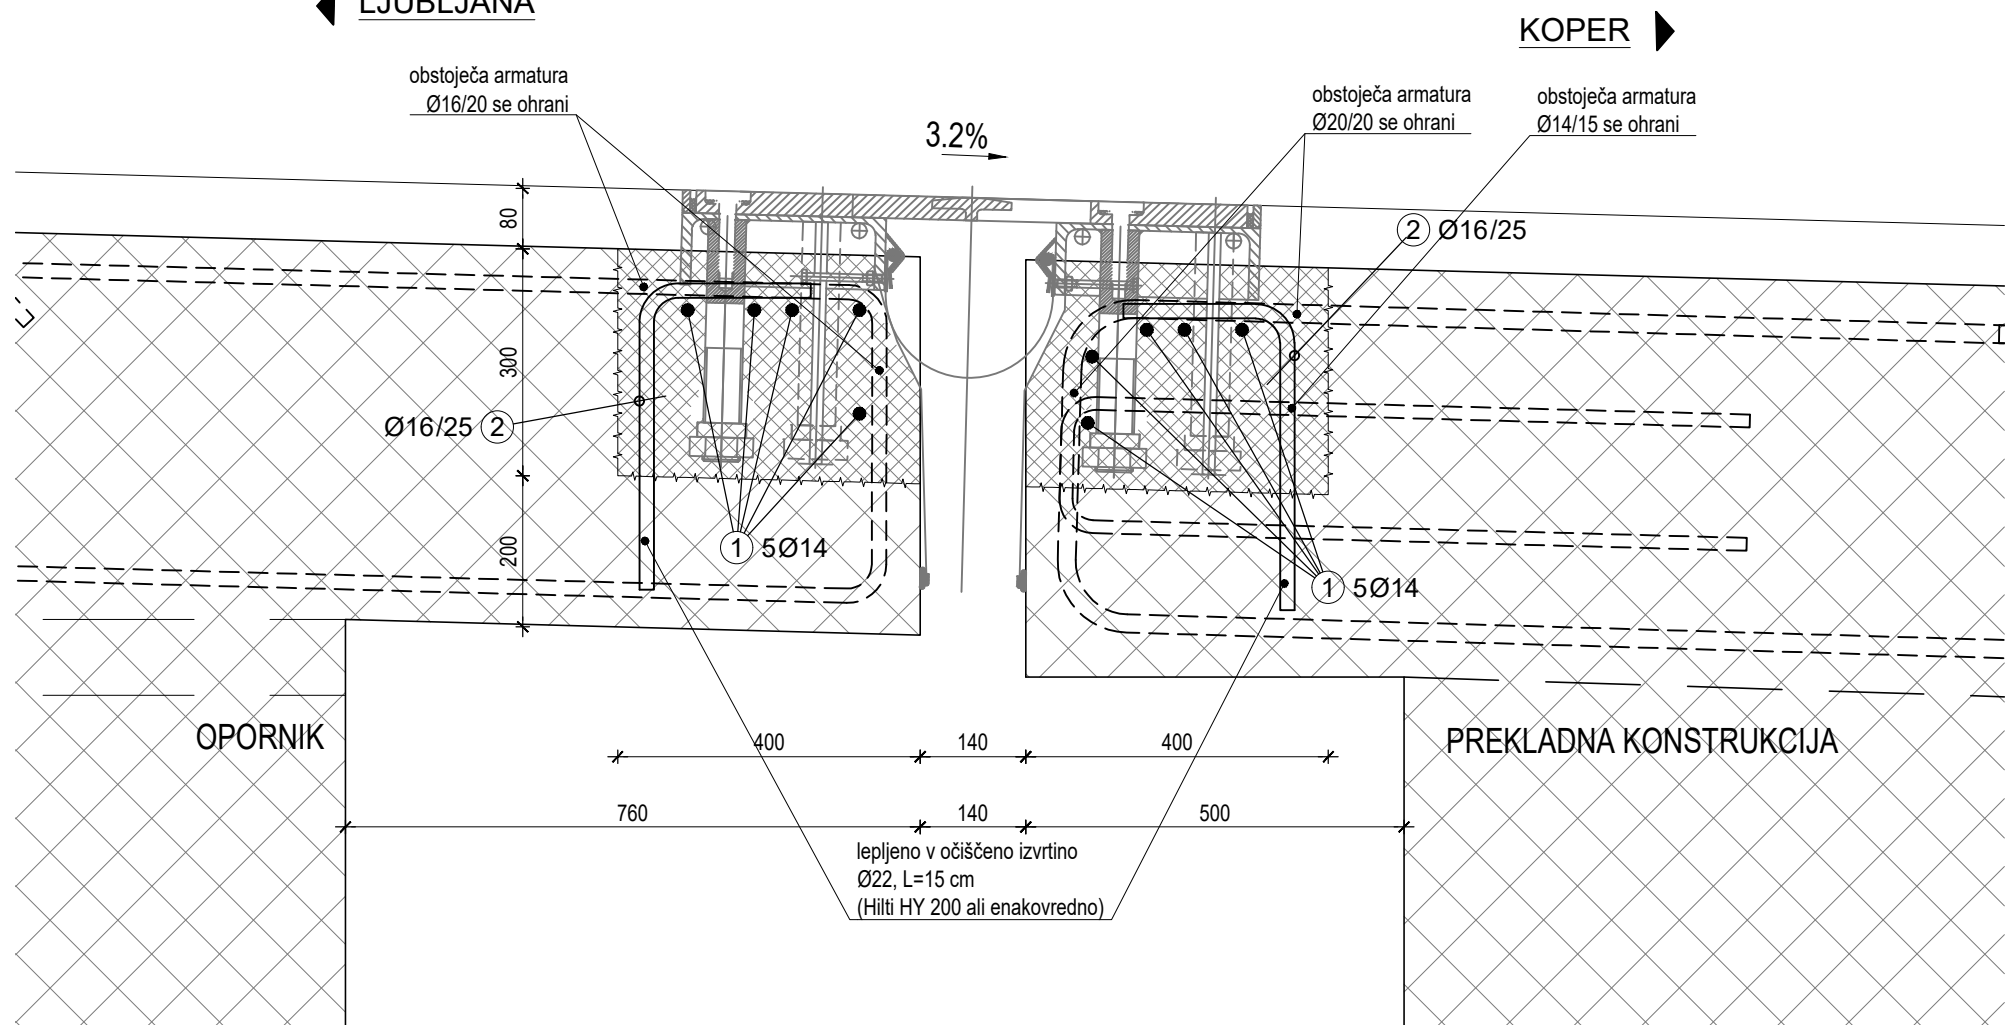 LJUBLJANA
KOPER
obstoječa armatura
Ø16/20 se ohrani
obstoječa armatura
Ø20/20 se ohrani
obstoječa armatura
Ø14/15 se ohrani
3.2%
80
2 Ø16/25
300
Ø16/25 2
200
1 5Ø14
1 5Ø14
OPORNIK
PREKLADNA KONSTRUKCIJA
400
140
400
760
140
500
lepljeno v očiščeno izvrtino
Ø22, L=15 cm
(Hilti HY 200 ali enakovredno)